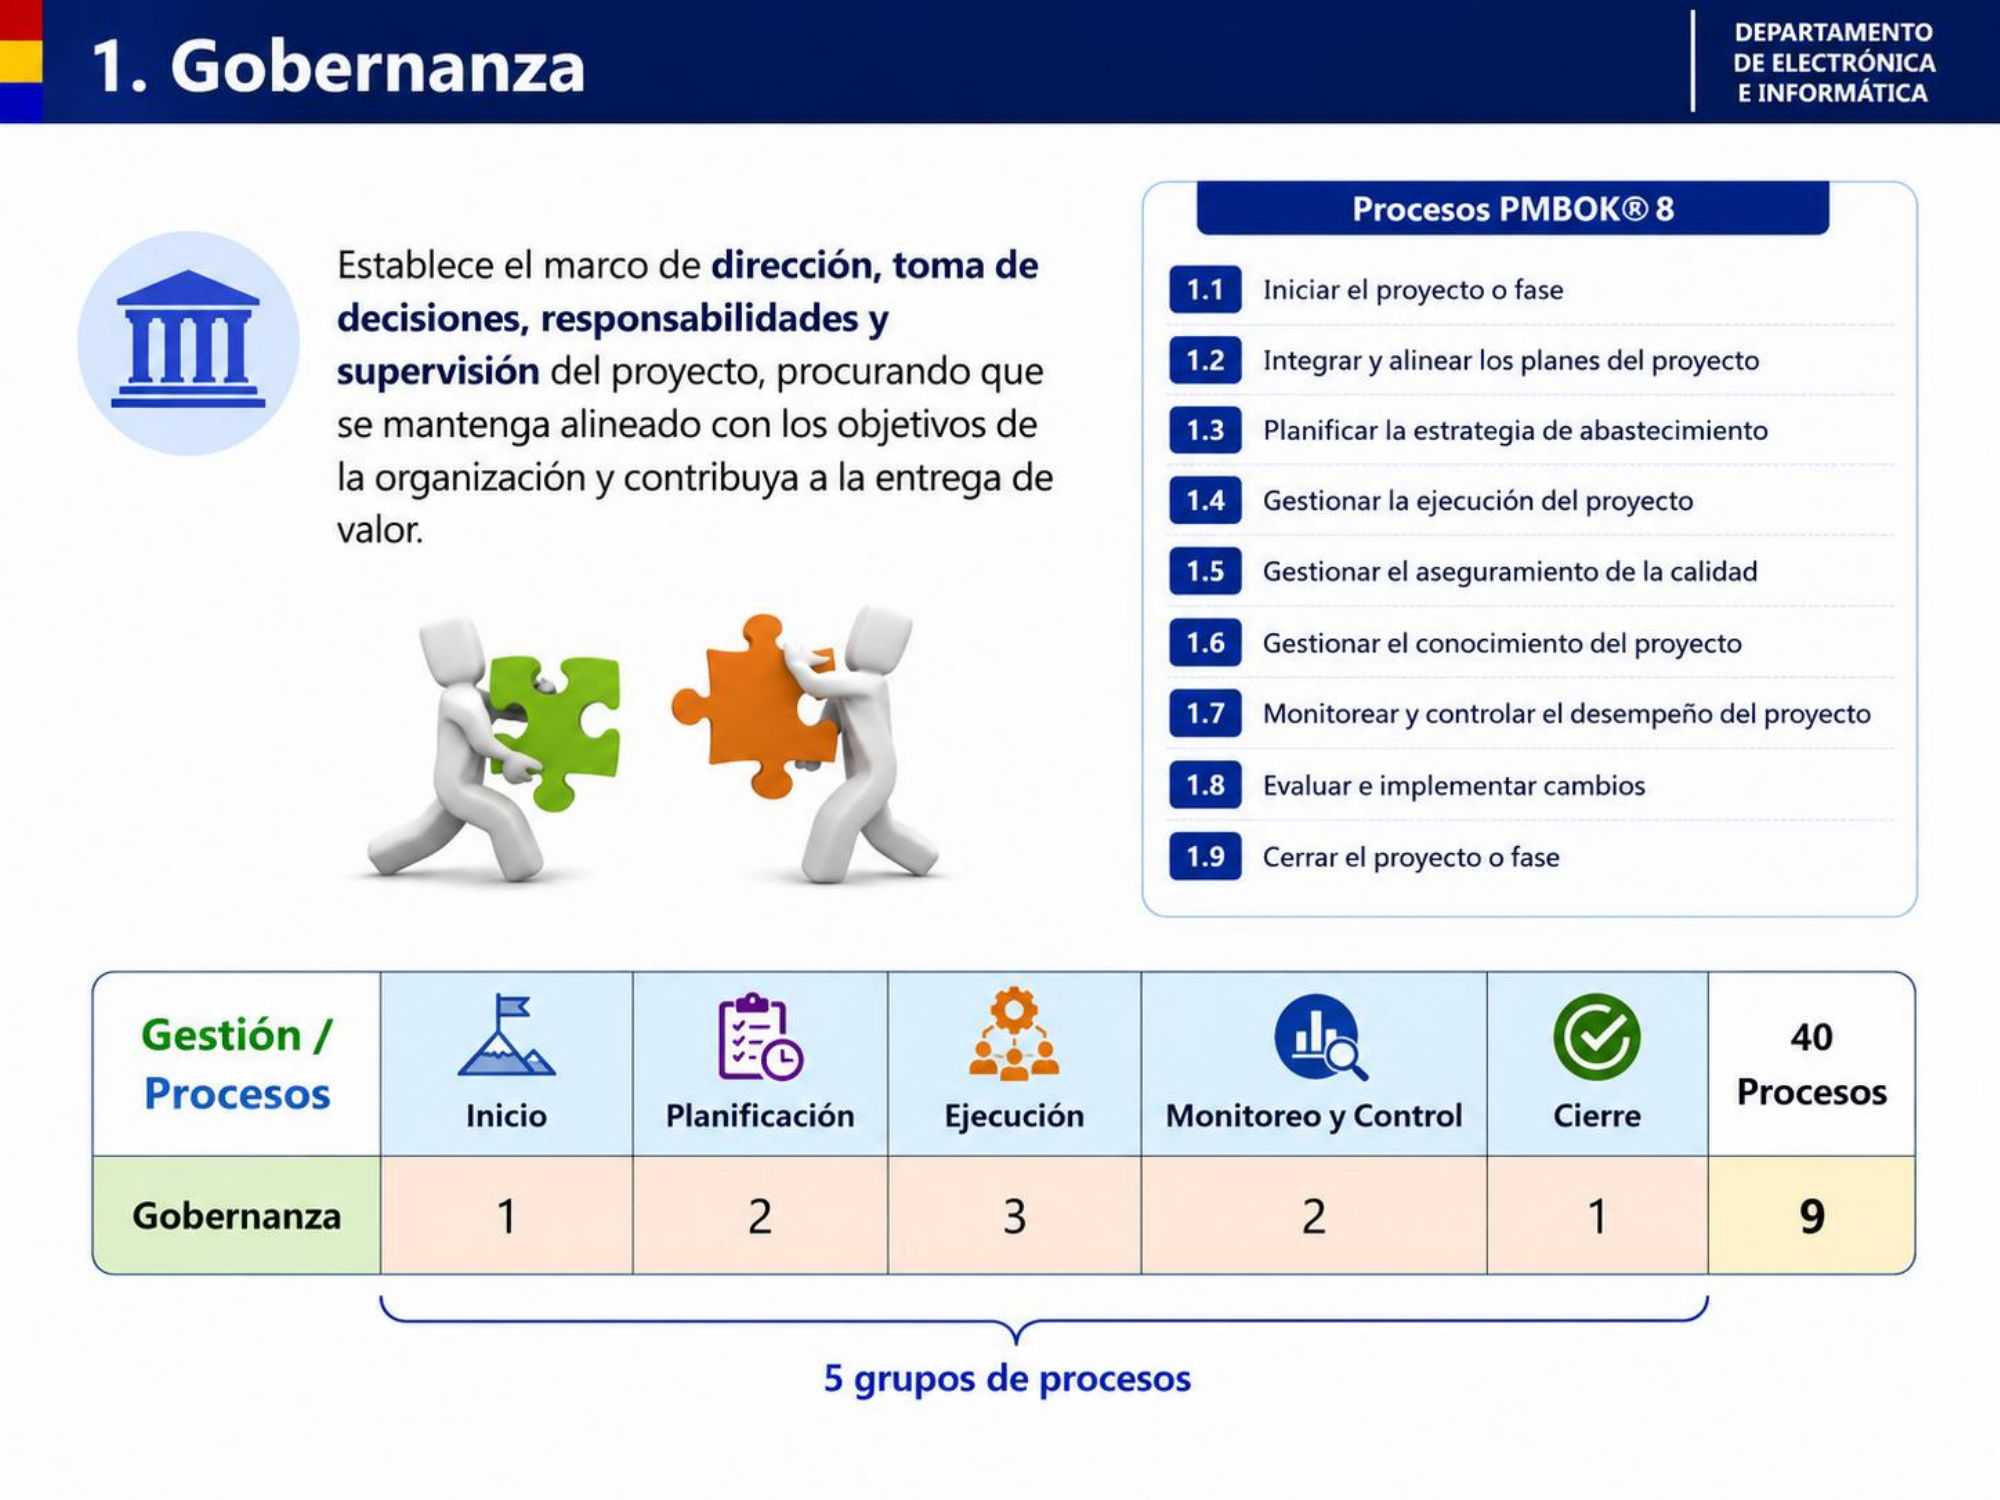 1. Gobernanza
DEPARTAMENTO
DE ELECTRÓNICA
E INFORMÁTICA
Establece el marco de dirección, toma de
decisiones, responsabilidades y
supervisión del proyecto, procurando que
se mantenga alineado con los objetivos de
la organización y contribuya a la entrega de
valor.
Procesos PMBOK® 8
1.1 Iniciar el proyecto o fase
1.2 Integrar y alinear los planes del proyecto
1.3 Planificar la estrategia de abastecimiento
1.4 Gestionar la ejecución del proyecto
1.5 Gestionar el aseguramiento de la calidad
1.6 Gestionar el conocimiento del proyecto
1.7 Monitorear y controlar el desempeño del proyecto
1.8 Evaluar e implementar cambios
1.9 Cerrar el proyecto o fase
Gestión /
Procesos
Inicio
Planificación
Ejecución
Monitoreo y Control
Cierre
40
Procesos
Gobernanza 1 2 3 2 1 9
5 grupos de procesos